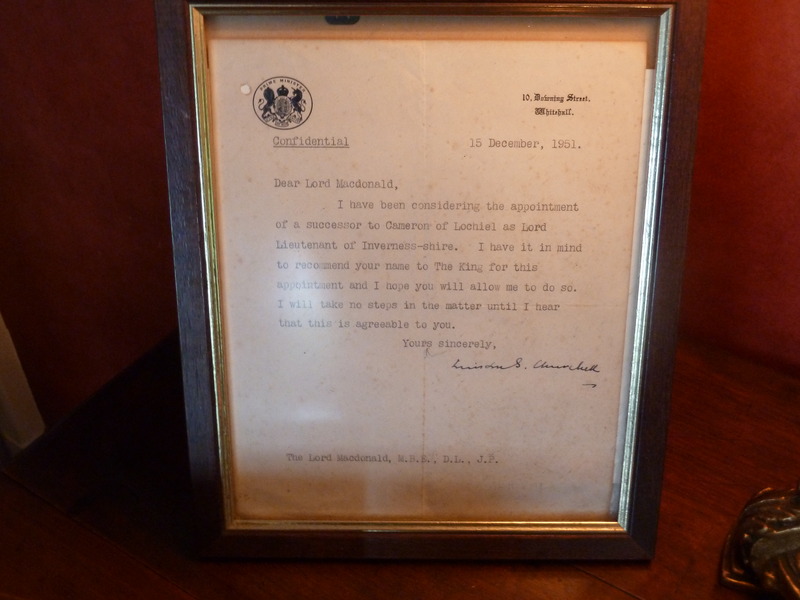 PRIME MINISTER
10, Downing Street,
Whitehall.
Confidential
15 December, 1951.
Dear Lord Macdonald,
I have been considering the appointment
of a successor to Cameron of Lochiel as Lord
Lieutenant of Inverness-shire. I have it in mind
to recommend your name to The King for this
appointment and I hope you will allow me to do so.
I will take no steps in the matter until I hear
that this is agreeable to you.
Yours sincerely,
Winston S. Churchill
The Lord Macdonald, M.B.E., D.L., J.P.